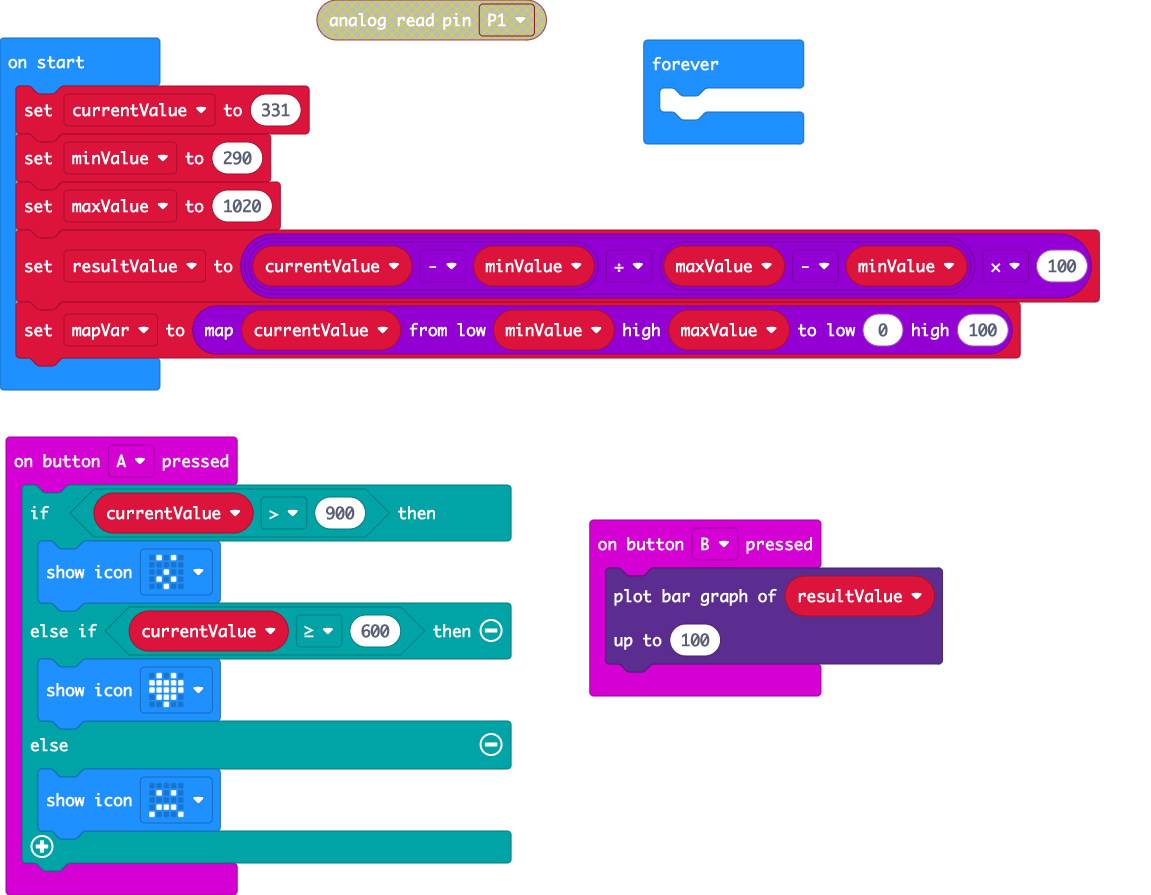 analog read pin P1
on start
set currentValue to 331
set minValue to 290
set maxValue to 1020
set resultValue to currentValue - minValue ÷ maxValue - minValue × 100
set mapVar to map currentValue from low minValue high maxValue to low 0 high 100
forever
on button A pressed
if currentValue > 900 then
show icon
else if currentValue ≥ 600 then
show icon
else
show icon
on button B pressed
plot bar graph of resultValue
up to 100